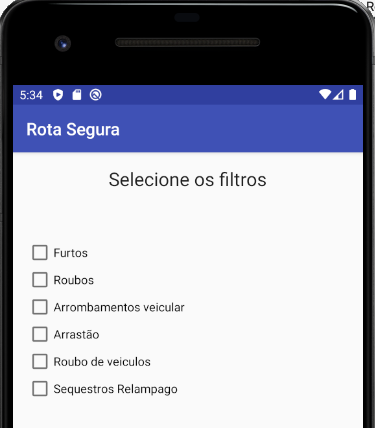 5:34
Rota Segura
Selecione os filtros
Furtos
Roubos
Arrombamentos veicular
Arrastão
Roubo de veiculos
Sequestros Relampago